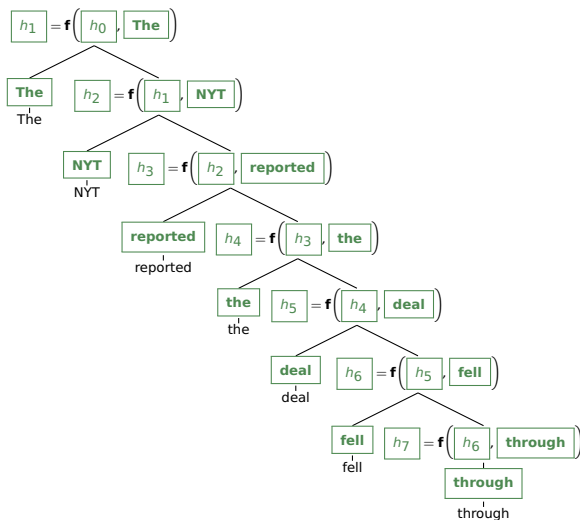 h₁ = f(h₀, The)
The h₂ = f(h₁, NYT)
The
NYT h₃ = f(h₂, reported)
NYT
reported h₄ = f(h₃, the)
reported
the h₅ = f(h₄, deal)
the
deal h₆ = f(h₅, fell)
deal
fell h₇ = f(h₆, through)
fell
through
through